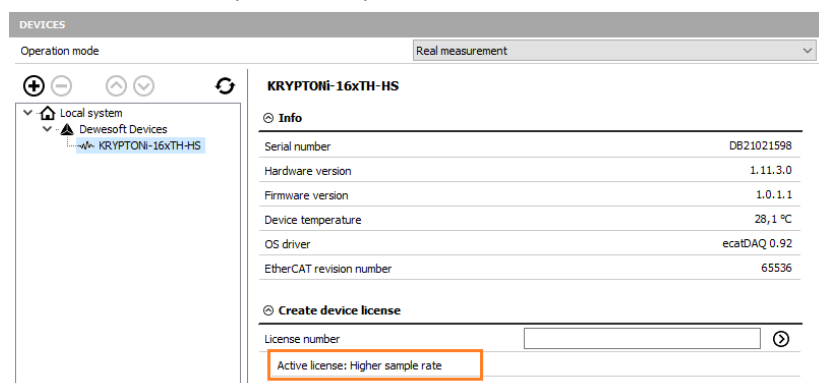 DEVICES
Operation mode Real measurement
KRYPTONi-16xTH-HS
Local system
Dewesoft Devices
KRYPTONi-16xTH-HS
Info
Serial number DB21021598
Hardware version 1.11.3.0
Firmware version 1.0.1.1
Device temperature 28,1 °C
OS driver ecatDAQ 0.92
EtherCAT revision number 65536
Create device license
License number
Active license: Higher sample rate